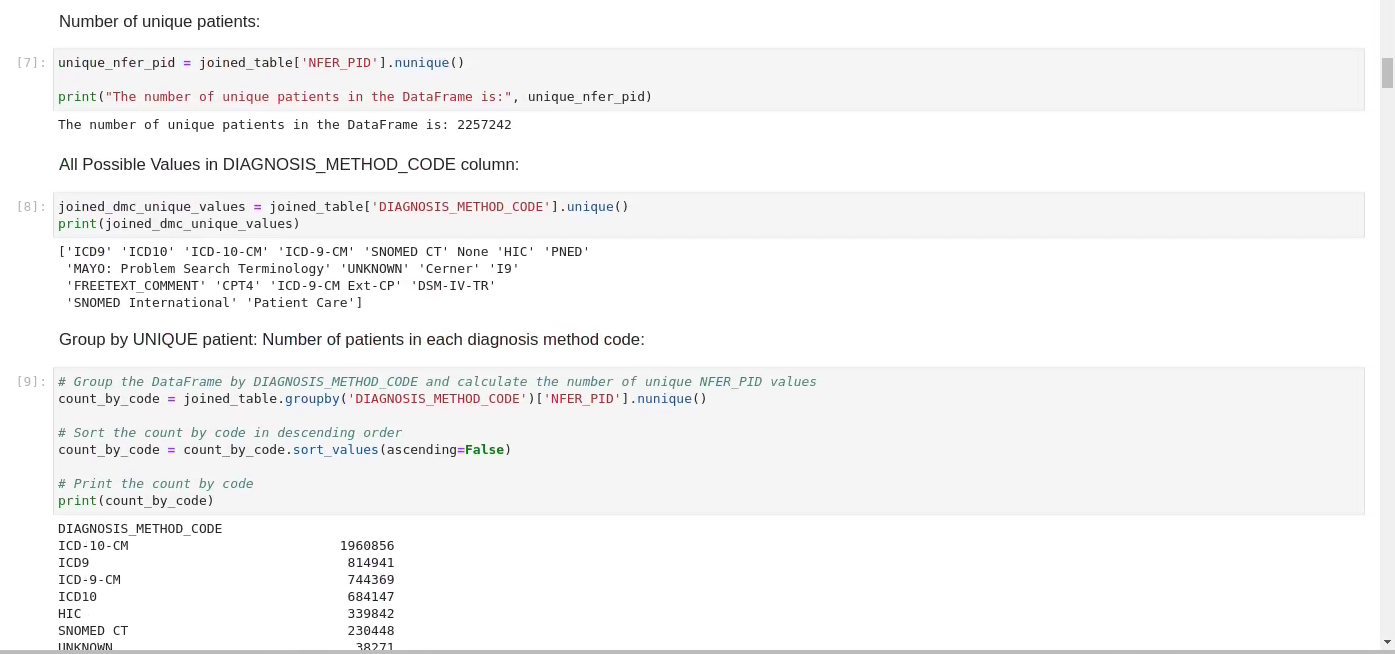 Number of unique patients:
[7]: unique_nfer_pid = joined_table['NFER_PID'].nunique()
print("The number of unique patients in the DataFrame is:", unique_nfer_pid)
The number of unique patients in the DataFrame is: 2257242
All Possible Values in DIAGNOSIS_METHOD_CODE column:
[8]: joined_dmc_unique_values = joined_table['DIAGNOSIS_METHOD_CODE'].unique()
print(joined_dmc_unique_values)
['ICD9' 'ICD10' 'ICD-10-CM' 'ICD-9-CM' 'SNOMED CT' None 'HIC' 'PNED'
'MAYO: Problem Search Terminology' 'UNKNOWN' 'Cerner' 'I9'
'FREETEXT_COMMENT' 'CPT4' 'ICD-9-CM Ext-CP' 'DSM-IV-TR'
'SNOMED International' 'Patient Care']
Group by UNIQUE patient: Number of patients in each diagnosis method code:
[9]: # Group the DataFrame by DIAGNOSIS_METHOD_CODE and calculate the number of unique NFER_PID values
count_by_code = joined_table.groupby('DIAGNOSIS_METHOD_CODE')['NFER_PID'].nunique()
# Sort the count by code in descending order
count_by_code = count_by_code.sort_values(ascending=False)
# Print the count by code
print(count_by_code)
DIAGNOSIS_METHOD_CODE
ICD-10-CM 1960856
ICD9 814941
ICD-9-CM 744369
ICD10 684147
HIC 339842
SNOMED CT 230448
UNKNOWN 38271